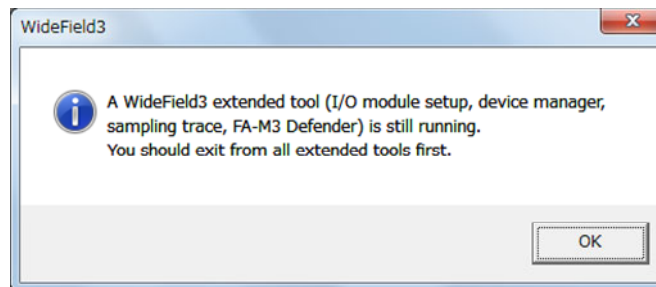 WideField3
A WideField3 extended tool (I/O module setup, device manager,
sampling trace, FA-M3 Defender) is still running.
You should exit from all extended tools first.
OK